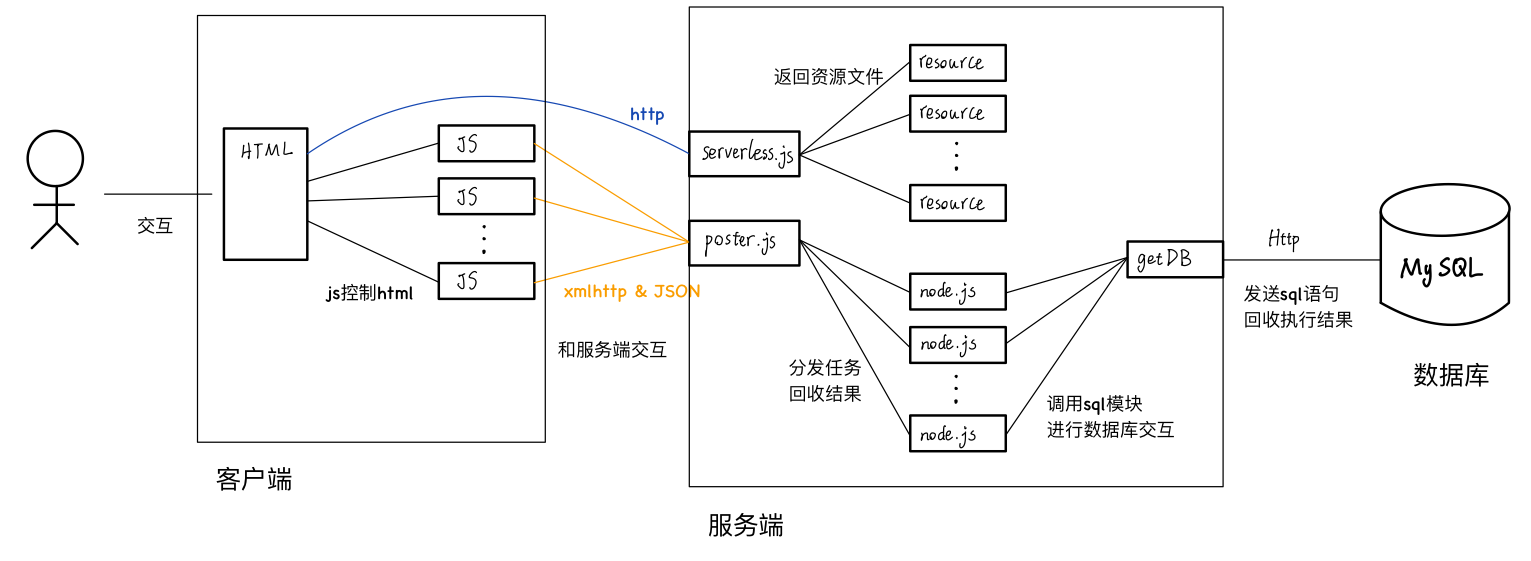 交互
客户端
HTML
JS
JS
JS
js控制html
http
xmlhttp & JSON
和服务端交互
服务端
serverless.js
poster.js
返回资源文件
resource
resource
resource
分发任务
回收结果
node.js
node.js
node.js
getDB
调用sql模块
进行数据库交互
Http
发送sql语句
回收执行结果
MySQL
数据库